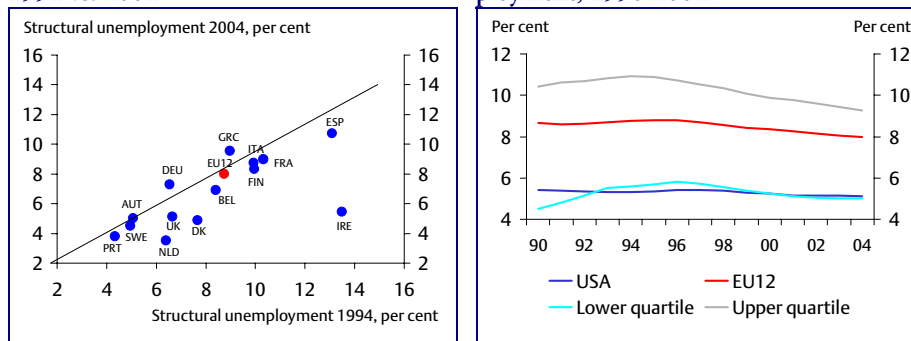 Structural unemployment 2004, per cent
16 16
14 14
12 12
10 10
8 8
6 6
4 4
2 2
ESP
GRC
ITA
FRA
EU12
DEU
FIN
BEL
AUT
UK
DK
IRE
SWE
PRT
NLD
2 4 6 8 10 12 14 16
Structural unemployment 1994, per cent
Per cent Per cent
12 12
10 10
8 8
6 6
4 4
90 92 94 96 98 00 02 04
USA EU12
Lower quartile Upper quartile